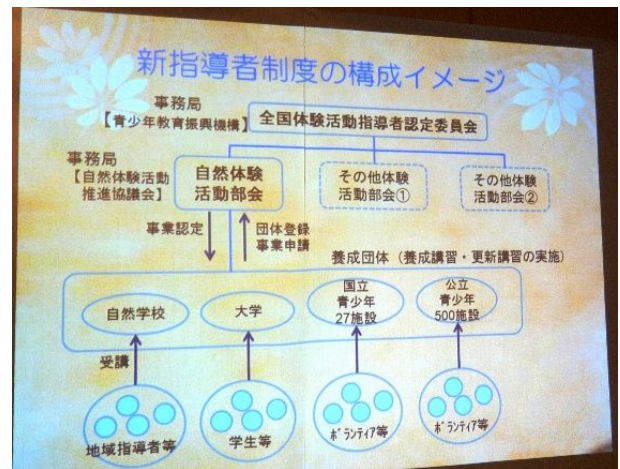 新指導者制度の構成イメージ
事務局
【青少年教育振興機構】
全国体験活動指導者認定委員会
事務局
【自然体験活動
推進協議会】
自然体験
活動部会
その他体験
活動部会①
その他体験
活動部会②
事業認定
団体登録
事業申請
養成団体（養成講習・更新講習の実施）
自然学校
大学
国立
青少年
27施設
公立
青少年
500施設
受講
地域指導者等
学生等
ﾎﾞﾗﾝﾃｨｱ等
ﾎﾞﾗﾝﾃｨｱ等